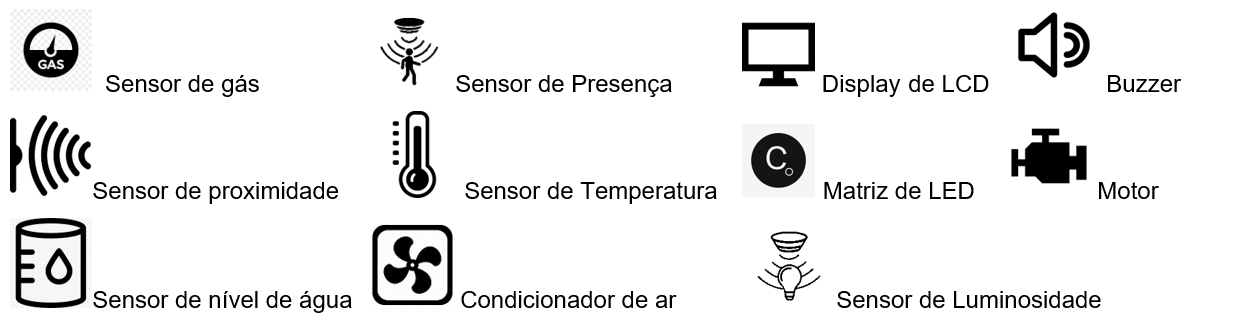 GAS Sensor de gás Sensor de Presença Display de LCD Buzzer
Sensor de proximidade Sensor de Temperatura C Matriz de LED Motor
Sensor de nível de água Condicionador de ar Sensor de Luminosidade